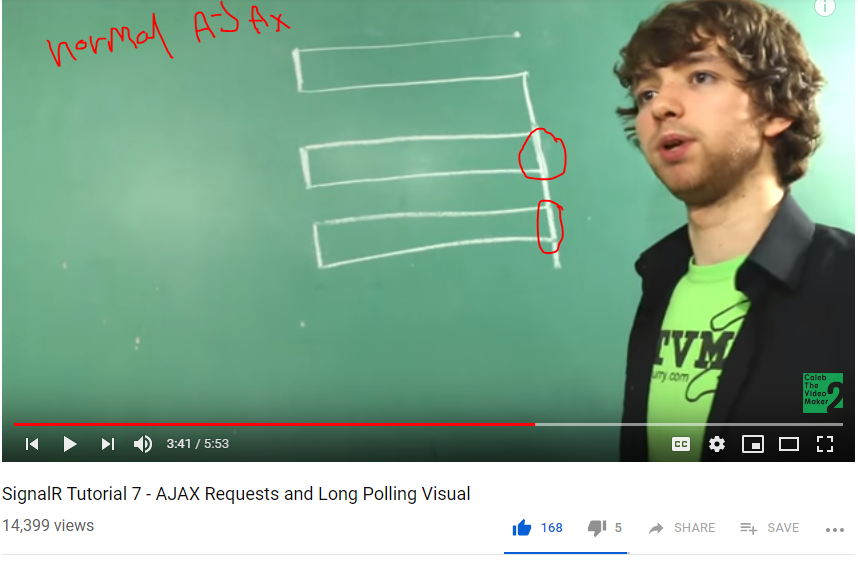 normal AJAX
i
TVM
urry.com
Caleb
The
Video
Maker 2
3:41 / 5:53
CC
SignalR Tutorial 7 - AJAX Requests and Long Polling Visual
14,399 views
168
5
SHARE
SAVE